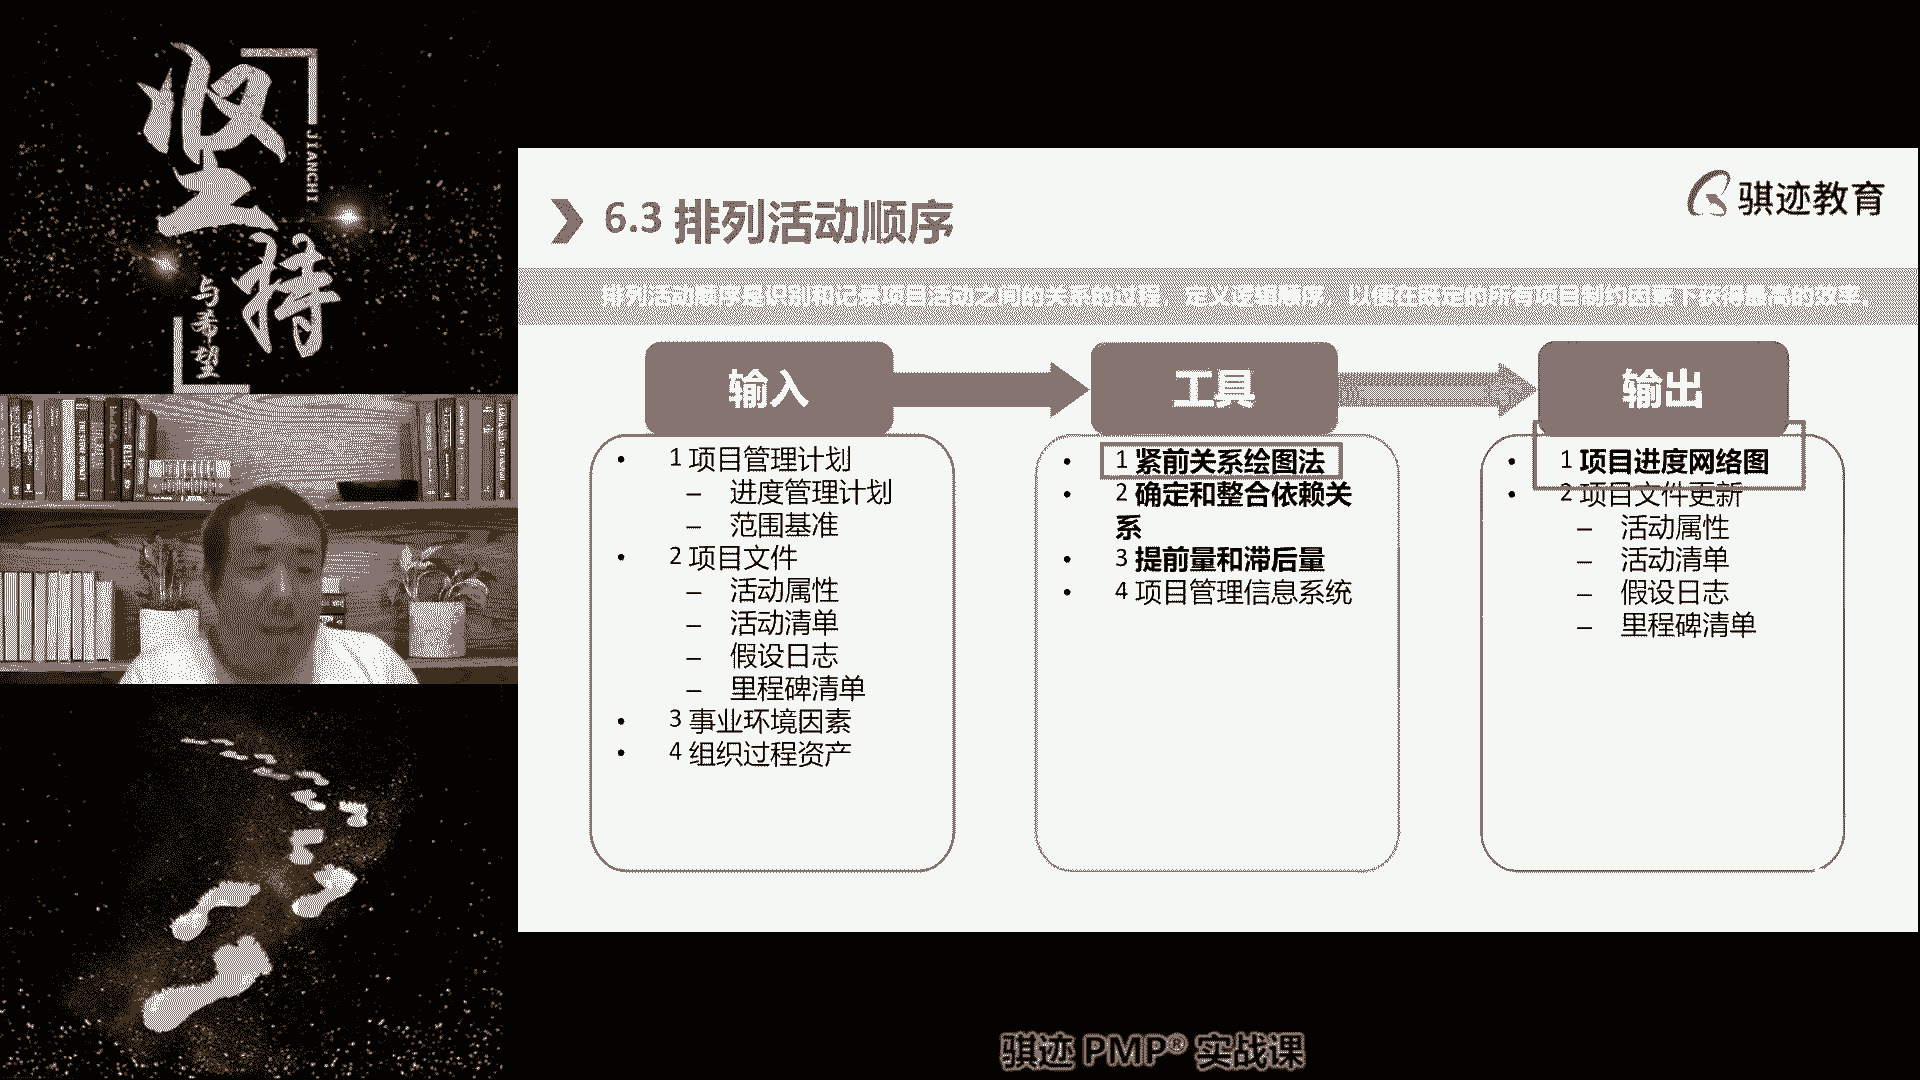 坚持
JIANCHI
与希望
骐迹教育
6.3 排列活动顺序
排列活动顺序是识别和记录项目活动之间的关系的过程，定义逻辑顺序，以便在既定的所有项目制约因素下获得最高的效率。
输入
• 1 项目管理计划
– 进度管理计划
– 范围基准
• 2 项目文件
– 活动属性
– 活动清单
– 假设日志
– 里程碑清单
• 3 事业环境因素
• 4 组织过程资产
工具
• 1 紧前关系绘图法
• 2 确定和整合依赖关
系
• 3 提前量和滞后量
• 4 项目管理信息系统
输出
• 1 项目进度网络图
• 2 项目文件更新
– 活动属性
– 活动清单
– 假设日志
– 里程碑清单
骐迹 PMP® 实战课